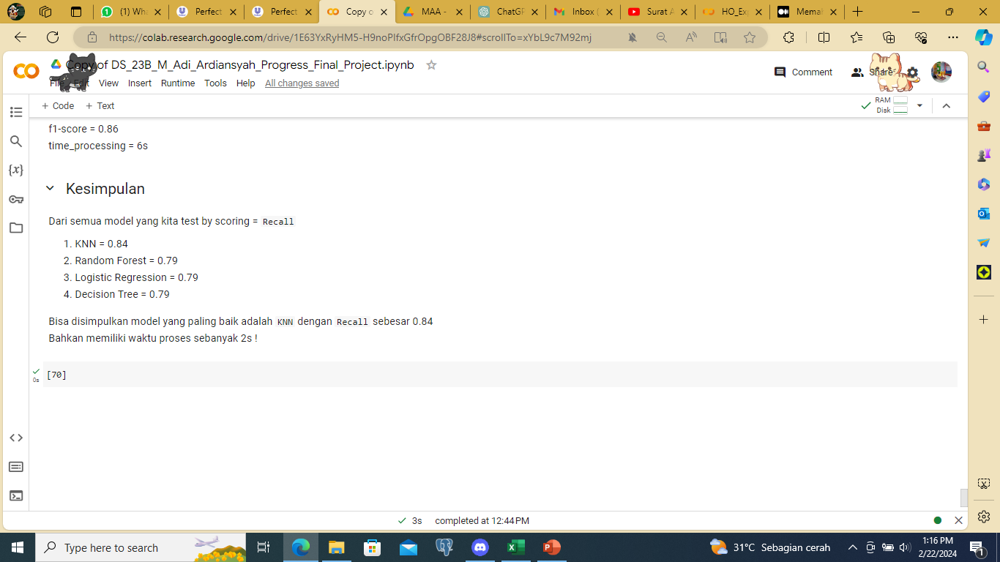 (1) Wha
Perfect
Perfect
Copy o
MAA -
ChatGP
Inbox (
Surat A
HO_Exp
Memah
https://colab.research.google.com/drive/1E63YxRyHM5-H9noPIfxGfrOpgOBF28J8#scrollTo=xYbL9c7M92mj
Copy of DS_23B_M_Adi_Ardiansyah_Progress_Final_Project.ipynb
File Edit View Insert Runtime Tools Help All changes saved
Comment Share
+ Code + Text
RAM
Disk
f1-score = 0.86
time_processing = 6s
Kesimpulan
Dari semua model yang kita test by scoring = Recall
1. KNN = 0.84
2. Random Forest = 0.79
3. Logistic Regression = 0.79
4. Decision Tree = 0.79
Bisa disimpulkan model yang paling baik adalah KNN dengan Recall sebesar 0.84
Bahkan memiliki waktu proses sebanyak 2s !
[70]
0s
3s completed at 12:44 PM
Type here to search
31°C Sebagian cerah
1:16 PM
2/22/2024
1